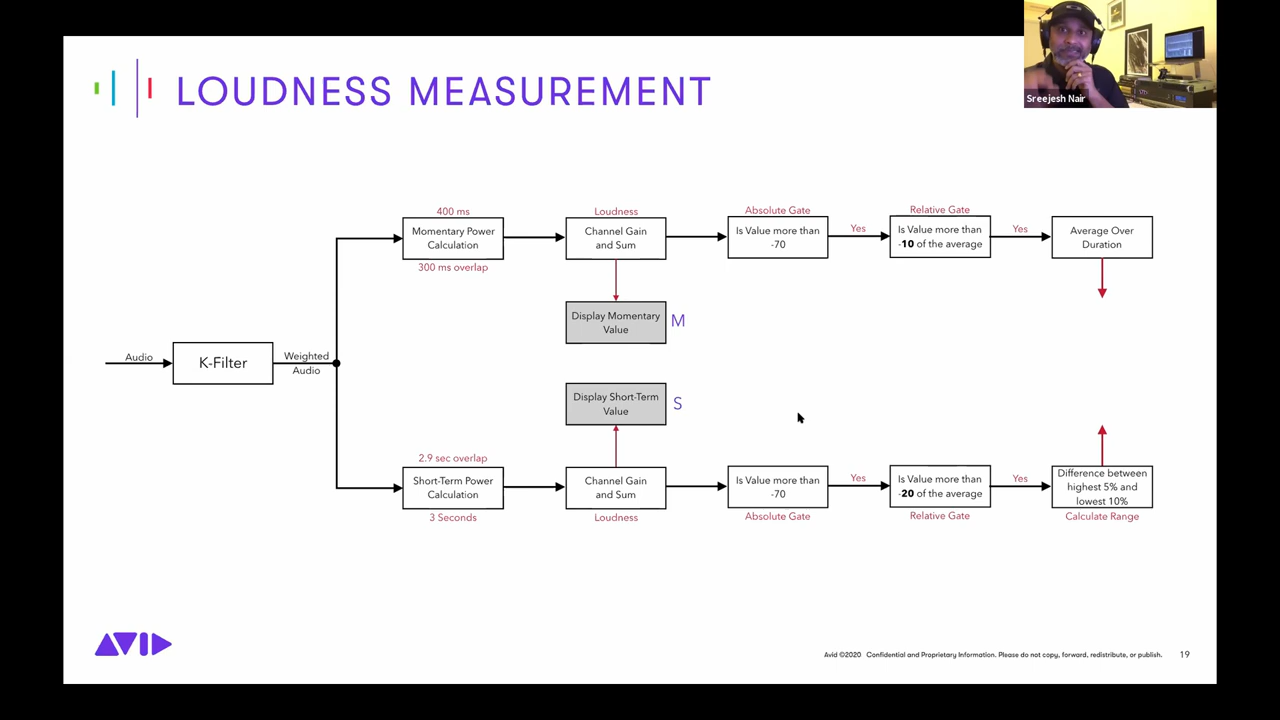 Sreejesh Nair
LOUDNESS MEASUREMENT
400 ms
Momentary Power
Calculation
300 ms overlap
Loudness
Channel Gain
and Sum
Absolute Gate
Is Value more than
-70
Yes
Relative Gate
Is Value more than
-10 of the average
Yes
Average Over
Duration
Display Momentary
Value
M
Audio
K-Filter
Weighted
Audio
Display Short-Term
Value
S
2.9 sec overlap
Short-Term Power
Calculation
3 Seconds
Channel Gain
and Sum
Loudness
Is Value more than
-70
Absolute Gate
Yes
Is Value more than
-20 of the average
Relative Gate
Yes
Difference between
highest 5% and
lowest 10%
Calculate Range
AVID
Avid ©2020 Confidential and Proprietary Information. Please do not copy, forward, redistribute, or publish.
19